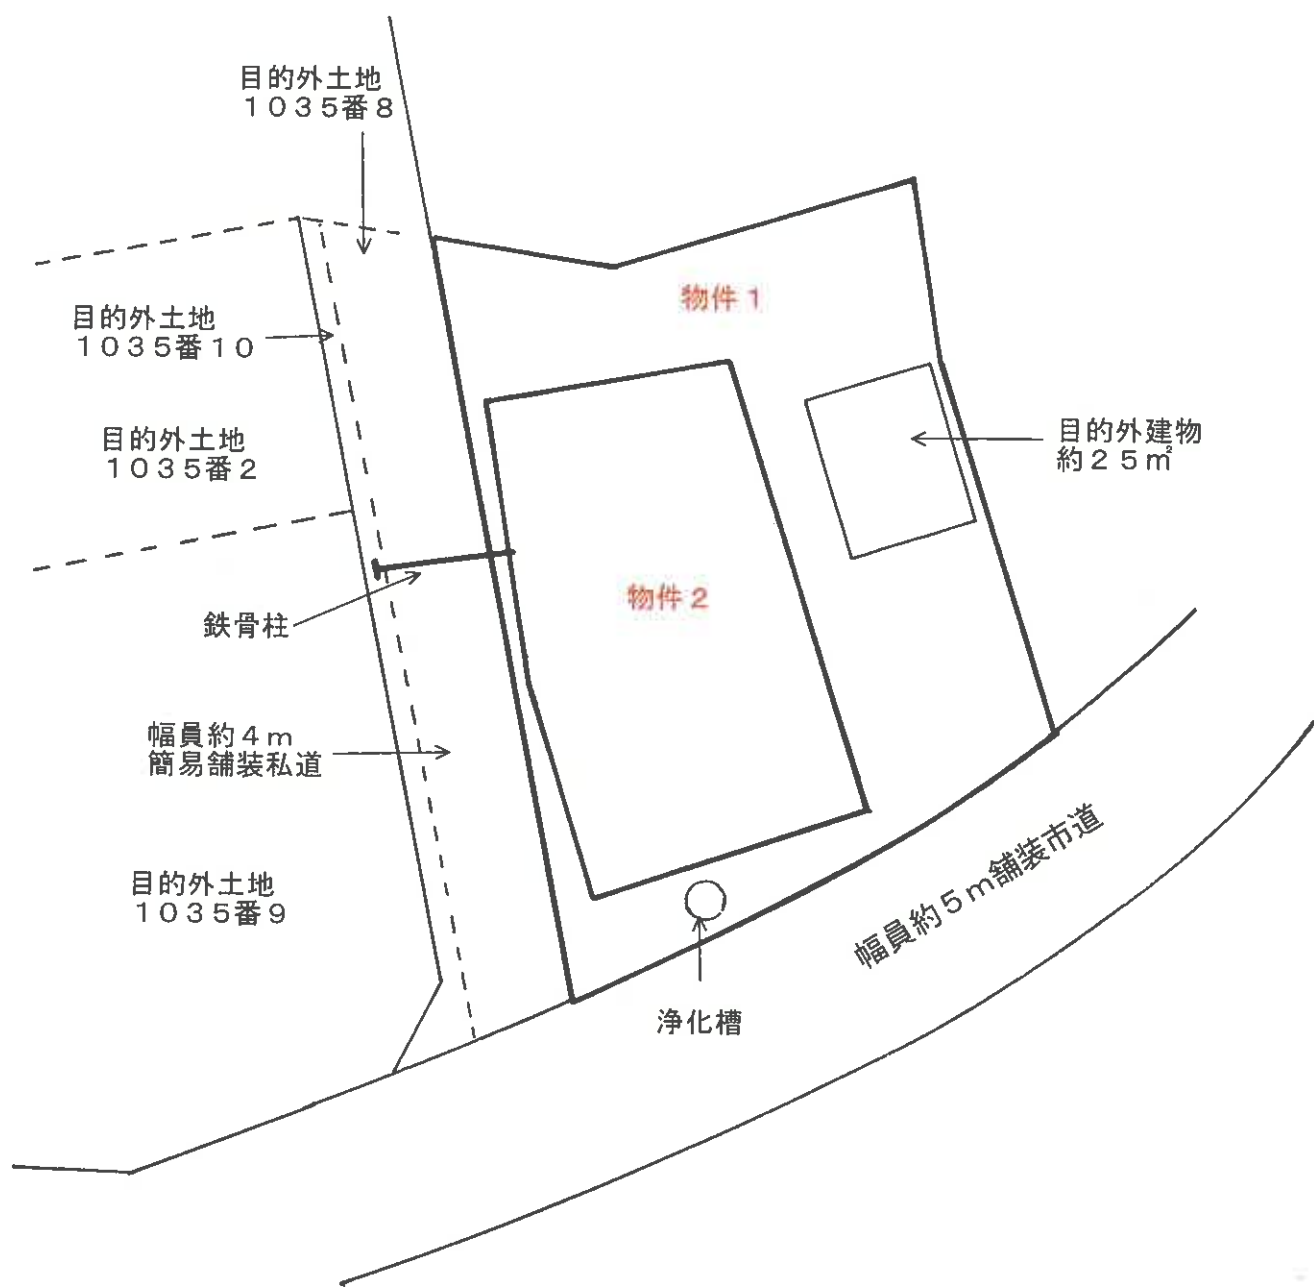 目的外土地
1035番8
物件1
目的外土地
1035番10
目的外土地
1035番2
目的外建物
約25㎡
物件2
鉄骨柱
幅員約4m
簡易舗装私道
目的外土地
1035番9
幅員約5m舗装市道
浄化槽